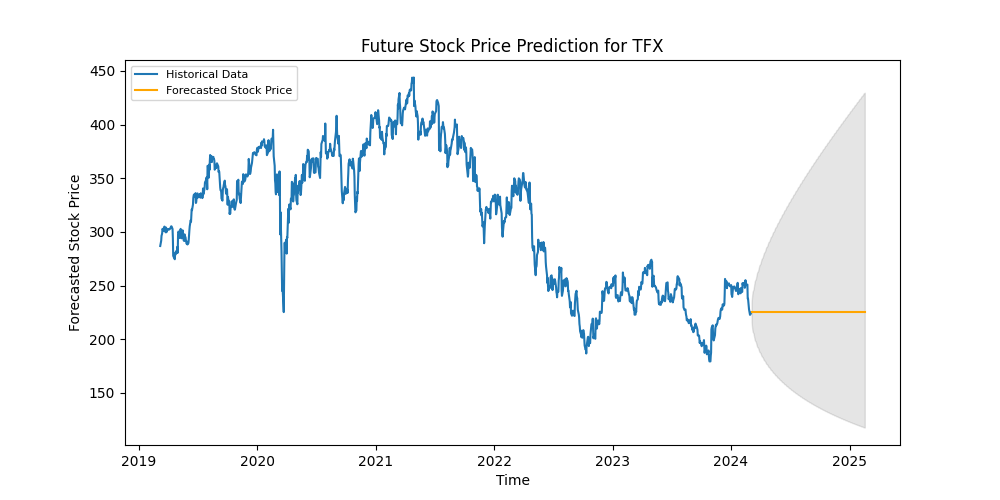 Future Stock Price Prediction for TFX
Historical Data
Forecasted Stock Price
Forecasted Stock Price
450
400
350
300
250
200
150
2019
2020
2021
2022
2023
2024
2025
Time